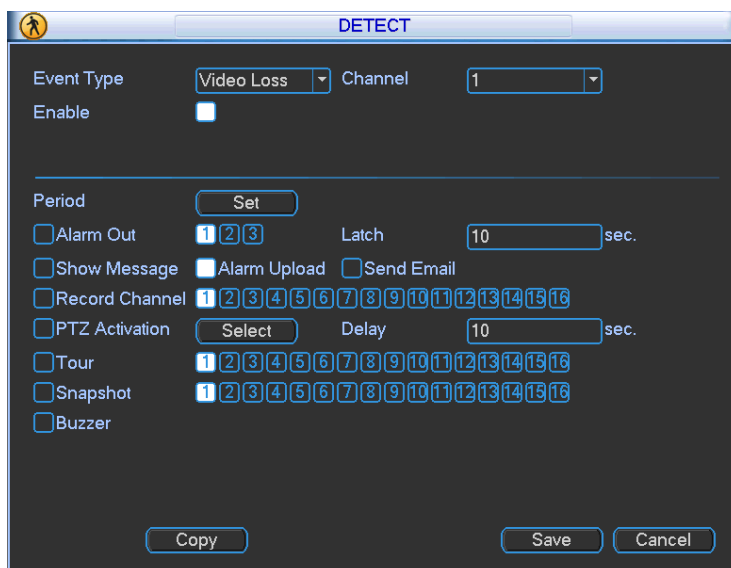 DETECT
Event Type Video Loss Channel 1
Enable
Period Set
Alarm Out 1 2 3 Latch 10 sec.
Show Message Alarm Upload Send Email
Record Channel 1 2 3 4 5 6 7 8 9 10 11 12 13 14 15 16
PTZ Activation Select Delay 10 sec.
Tour 1 2 3 4 5 6 7 8 9 10 11 12 13 14 15 16
Snapshot 1 2 3 4 5 6 7 8 9 10 11 12 13 14 15 16
Buzzer
Copy Save Cancel